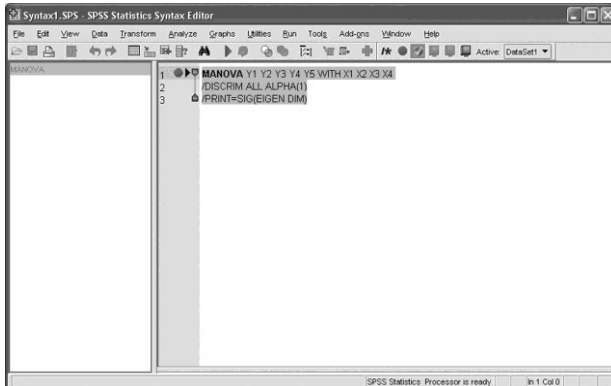 Syntax1.SPS - SPSS Statistics Syntax Editor
File Edit View Data Transform Analyze Graphs Utilities Run Tools Add-ons Window Help
Active: DataSet1
MANOVA
1 MANOVA Y1 Y2 Y3 Y4 Y5 WITH X1 X2 X3 X4
2 /DISCRIM ALL ALPHA(1)
3 /PRINT=SIG(EIGEN DIM)
SPSS Statistics Processor is ready In 1 Col 0